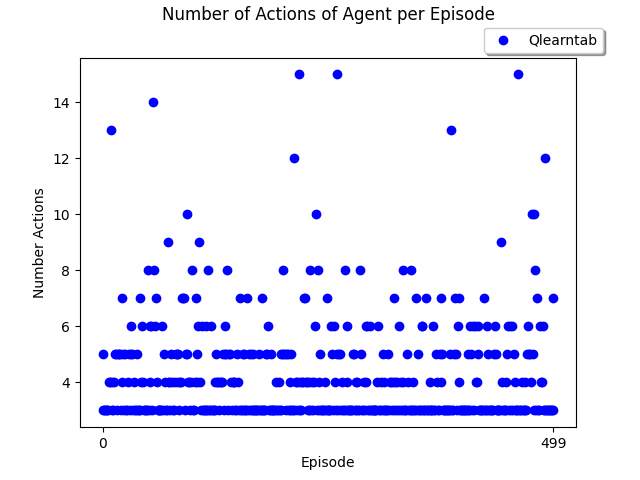 Number of Actions of Agent per Episode
Qlearntab
14
12
10
8
6
4
Number Actions
0
499
Episode